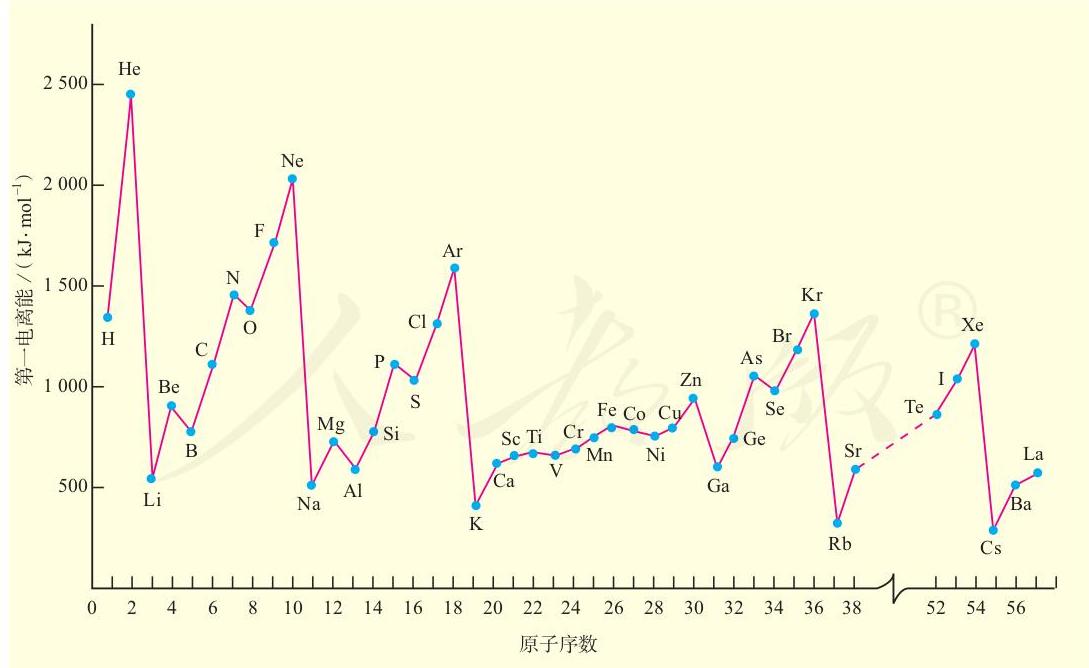 第一电离能 /( kJ· mol⁻¹)
2 500
2 000
1 500
1 000
500
He
H
Li
Be
B
C
N
O
F
Ne
Na
Mg
Al
Si
P
S
Cl
Ar
K
Ca
Sc
Ti
V
Cr
Mn
Fe
Co
Ni
Cu
Zn
Ga
Ge
As
Se
Br
Kr
Rb
Sr
Te
I
Xe
Cs
Ba
La
人教版®
0 2 4 6 8 10 12 14 16 18 20 22 24 26 28 30 32 34 36 38 52 54 56
原子序数